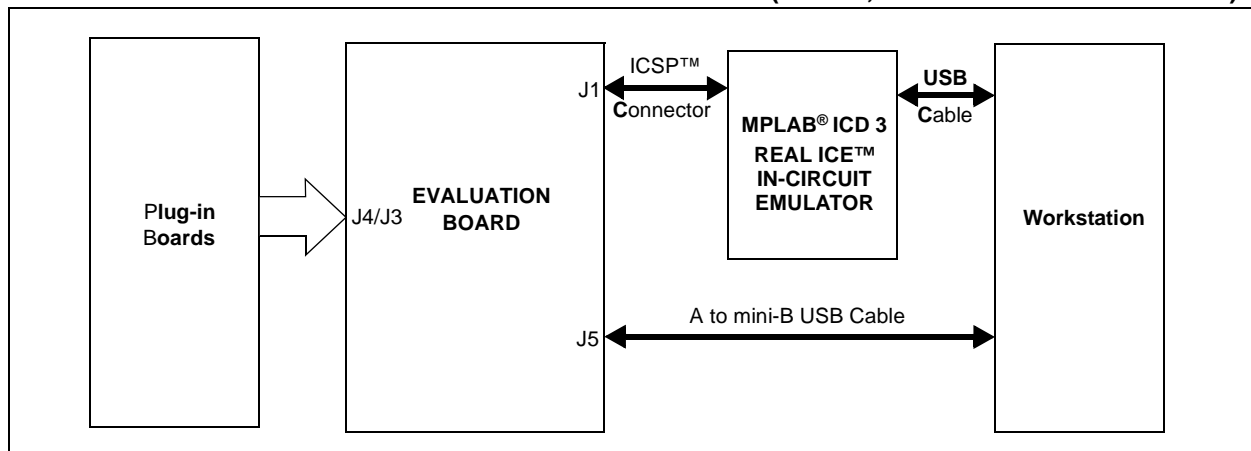 Plug-in
Boards
J4/J3
EVALUATION
BOARD
J1
ICSP™
Connector
MPLAB® ICD 3
REAL ICE™
IN-CIRCUIT
EMULATOR
USB
Cable
Workstation
J5
A to mini-B USB Cable